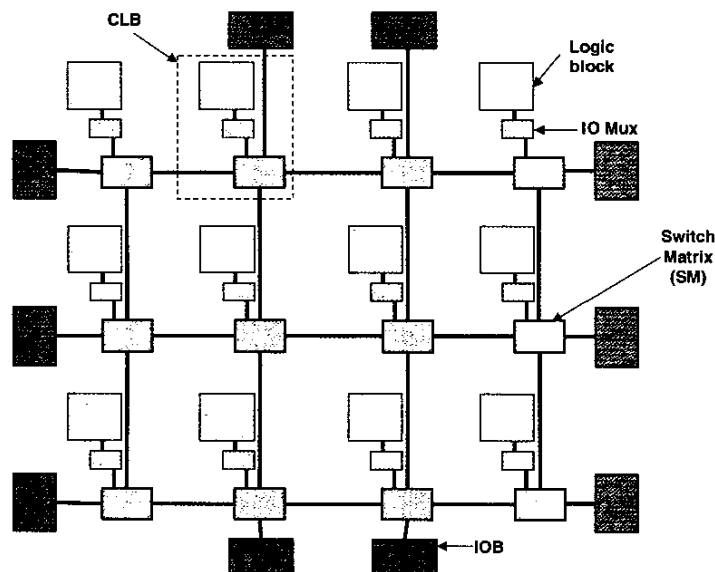 CLB
Logic
block
IO Mux
Switch
Matrix
(SM)
IOB